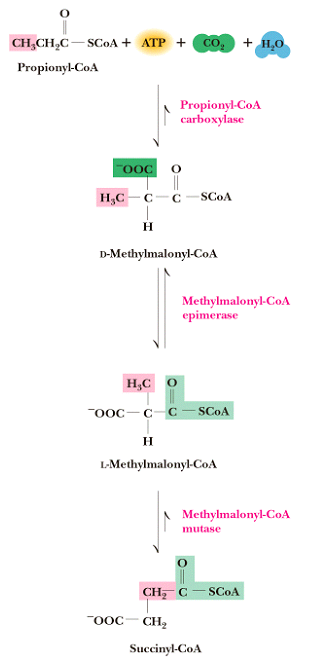 O
CH₃CH₂C — SCoA + ATP + CO₂ + H₂O
Propionyl-CoA
Propionyl-CoA
carboxylase
⁻OOC O
H₃C — C — C — SCoA
H
D-Methylmalonyl-CoA
Methylmalonyl-CoA
epimerase
H₃C O
⁻OOC — C — C — SCoA
H
L-Methylmalonyl-CoA
Methylmalonyl-CoA
mutase
O
CH₂ C — SCoA
⁻OOC — CH₂
Succinyl-CoA